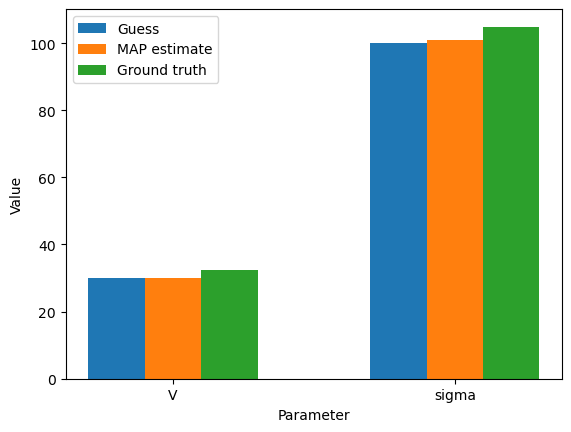 Guess
MAP estimate
Ground truth
Value
100
80
60
40
20
0
V
sigma
Parameter